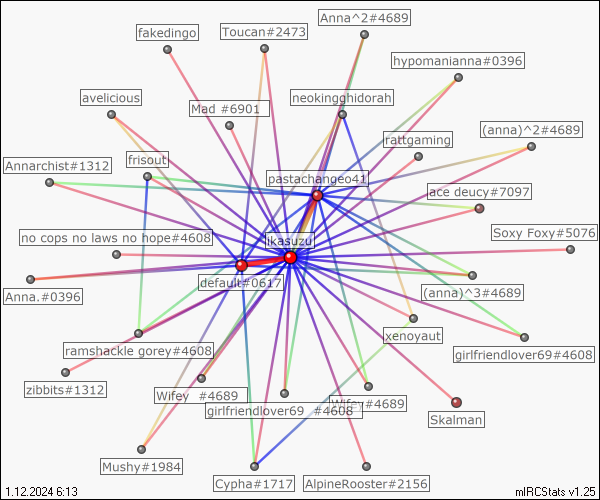 Anna^2#4689
fakedingo
Toucan#2473
hypomanianna#0396
avelicious
neokingghidorah
Mad #6901
(anna)^2#4689
rattgaming
frisout
Annarchist#1312
pastachangeo41
ace deucy#7097
Soxy Foxy#5076
no cops no laws no hope#4608
ikasuzu
default#0617
Anna.#0396
(anna)^3#4689
xenoyaut
ramshackle gorey#4608
girlfriendlover69#4608
zibbits#1312
Wifey #4689
Wifey#4689
girlfriendlover69 #4608
Skalman
Mushy#1984
Cypha#1717
AlpineRooster#2156
1.12.2024 6:13
mIRCStats v1.25